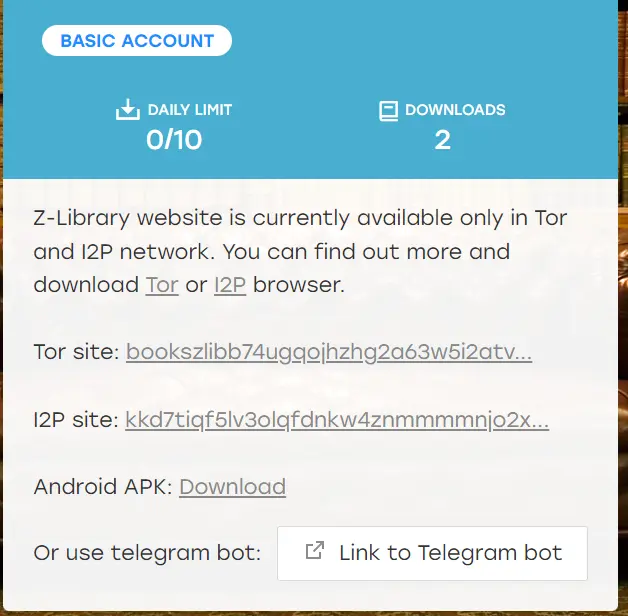 BASIC ACCOUNT
DAILY LIMIT
0/10
DOWNLOADS
2
Z-Library website is currently available only in Tor
and I2P network. You can find out more and
download Tor or I2P browser.
Tor site: bookszlibb74ugqojhzhg2a63w5i2atv...
I2P site: kkd7tiqf5lv3olqfdnkw4znmmmmnjo2x...
Android APK: Download
Or use telegram bot: Link to Telegram bot